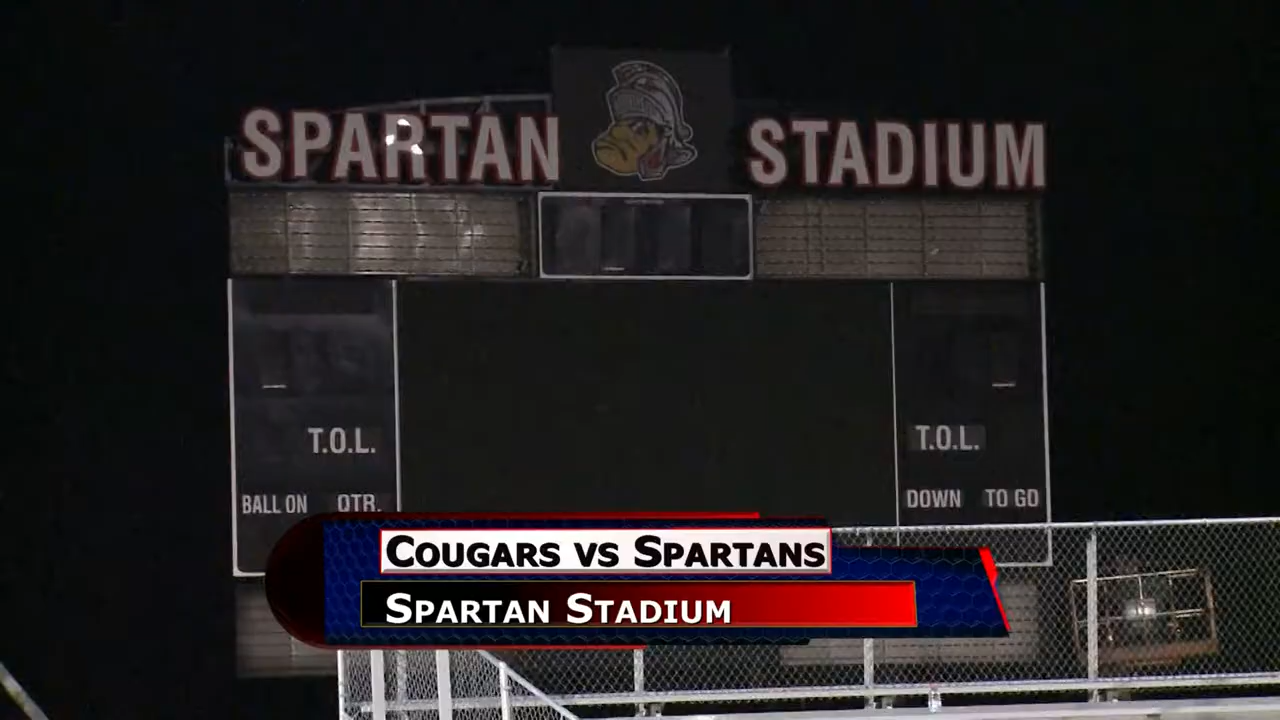 SPARTAN STADIUM
T.O.L.
T.O.L.
BALL ON QTR.
DOWN TO GO
COUGARS VS SPARTANS
SPARTAN STADIUM